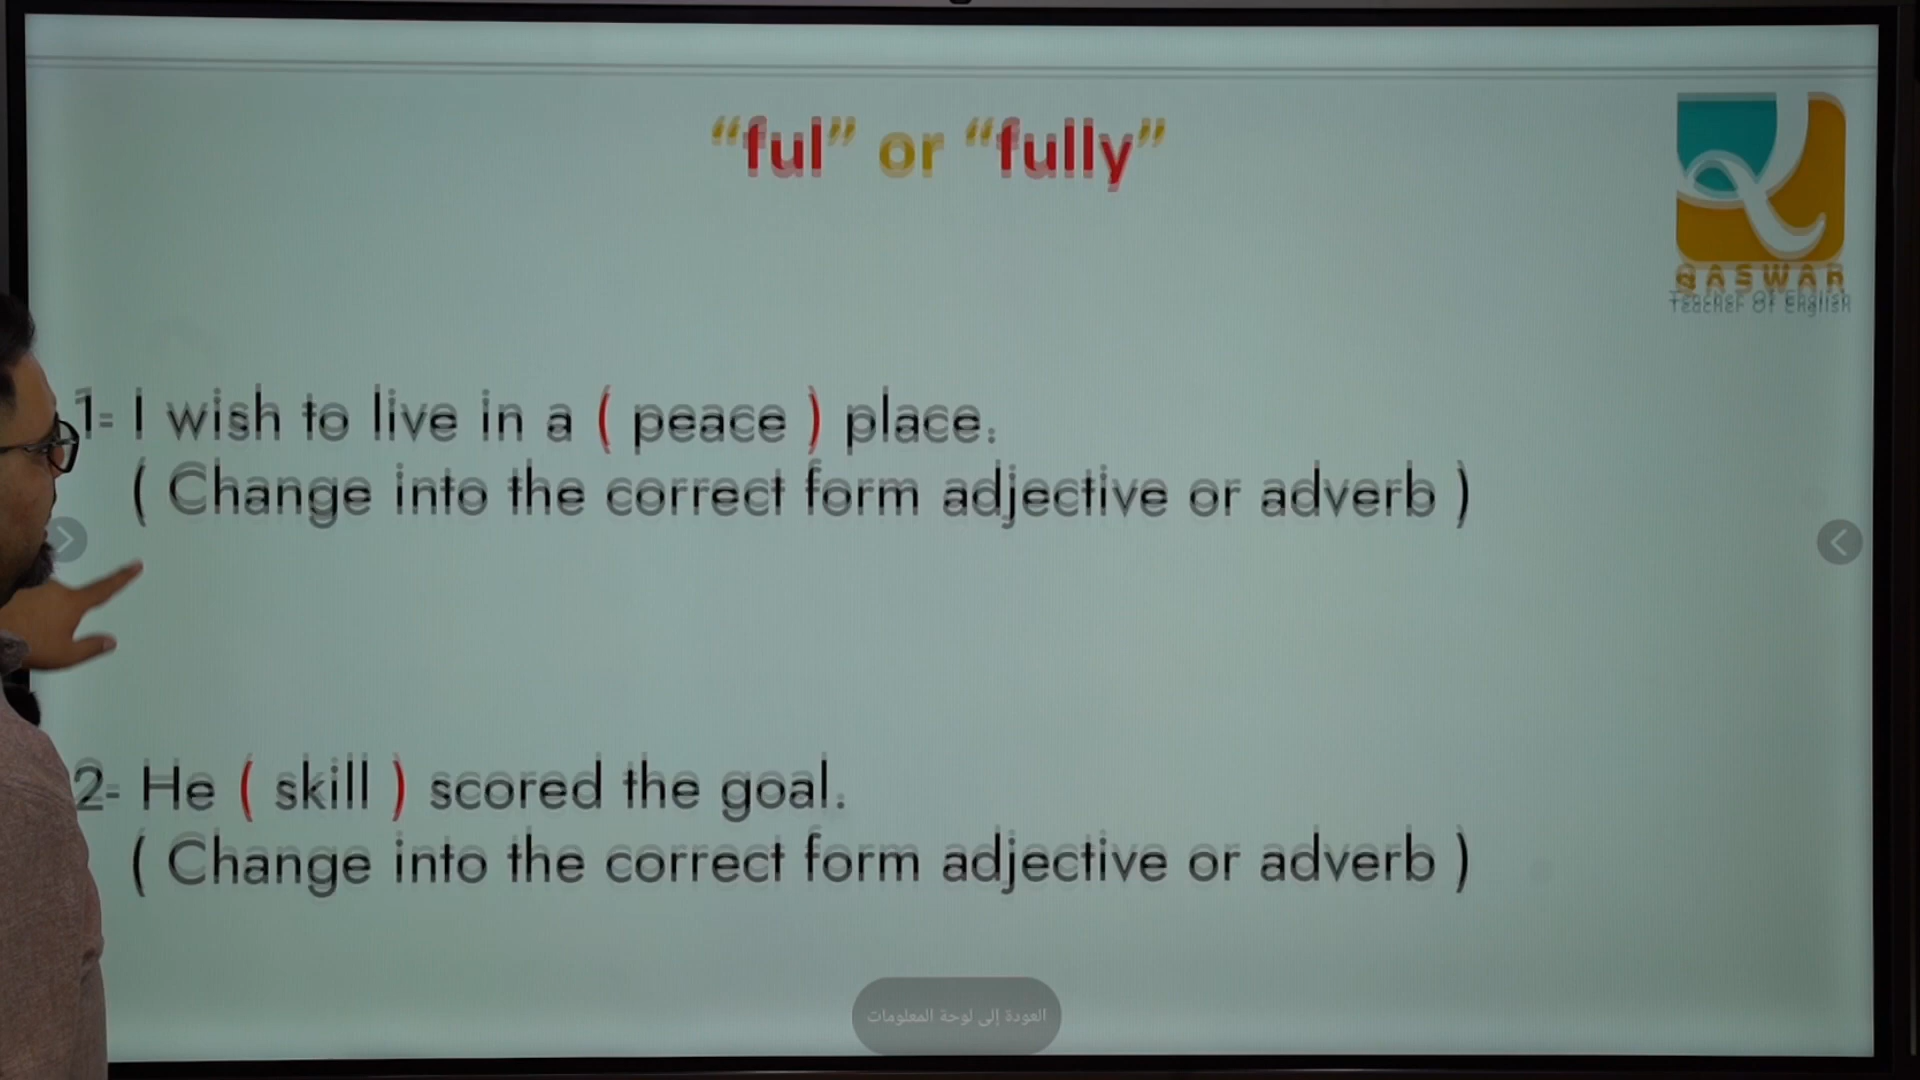 “ful” or “fully”
QASWAR
Teacher Of English
1- I wish to live in a ( peace ) place.
( Change into the correct form adjective or adverb )
2- He ( skill ) scored the goal.
( Change into the correct form adjective or adverb )
العودة إلى لوحة المعلومات